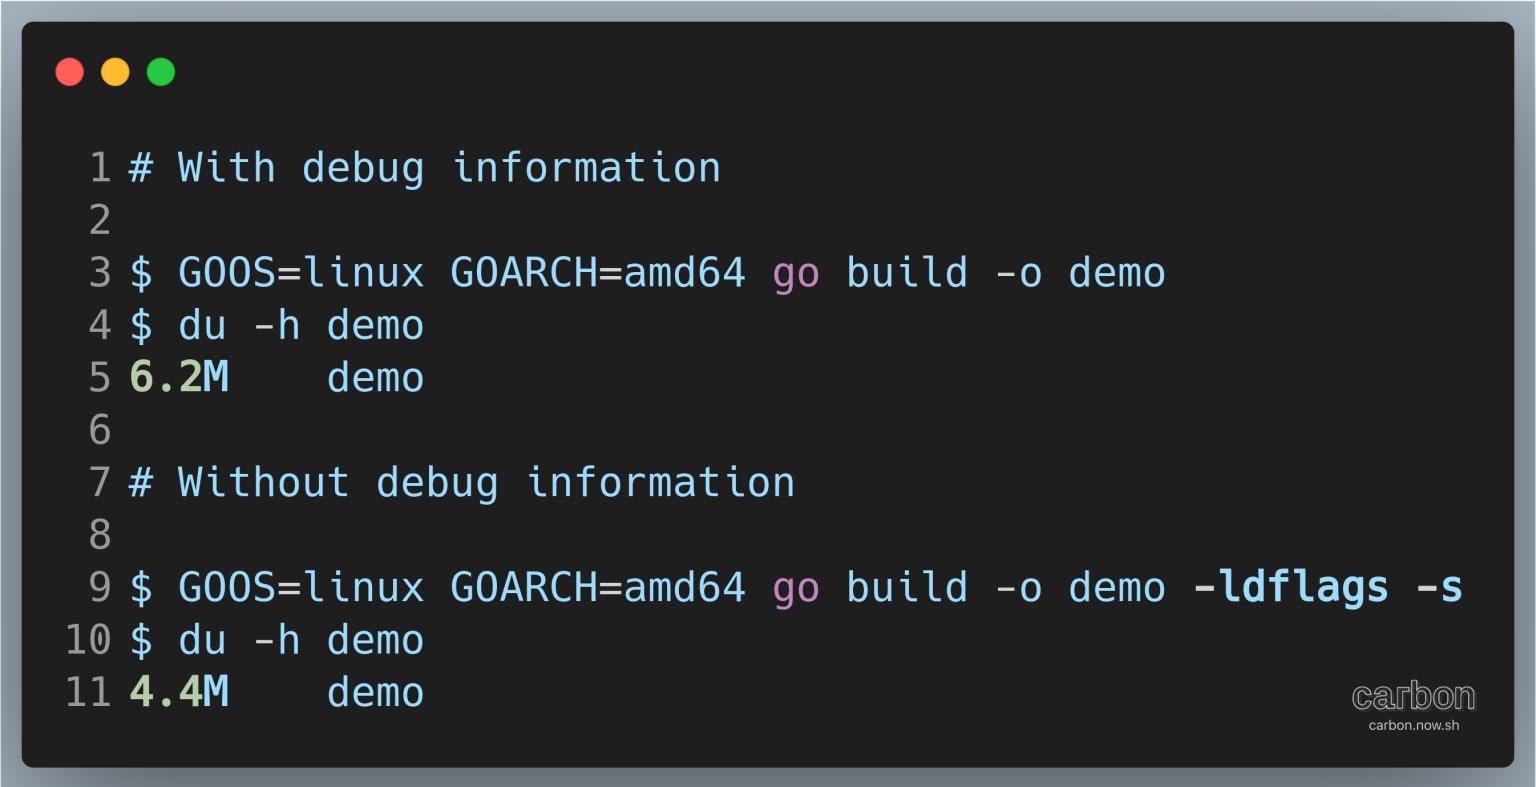 1 # With debug information
2
3 $ GOOS=linux GOARCH=amd64 go build -o demo
4 $ du -h demo
5 6.2M    demo
6
7 # Without debug information
8
9 $ GOOS=linux GOARCH=amd64 go build -o demo -ldflags -s
10 $ du -h demo
11 4.4M    demo
carbon
carbon.now.sh